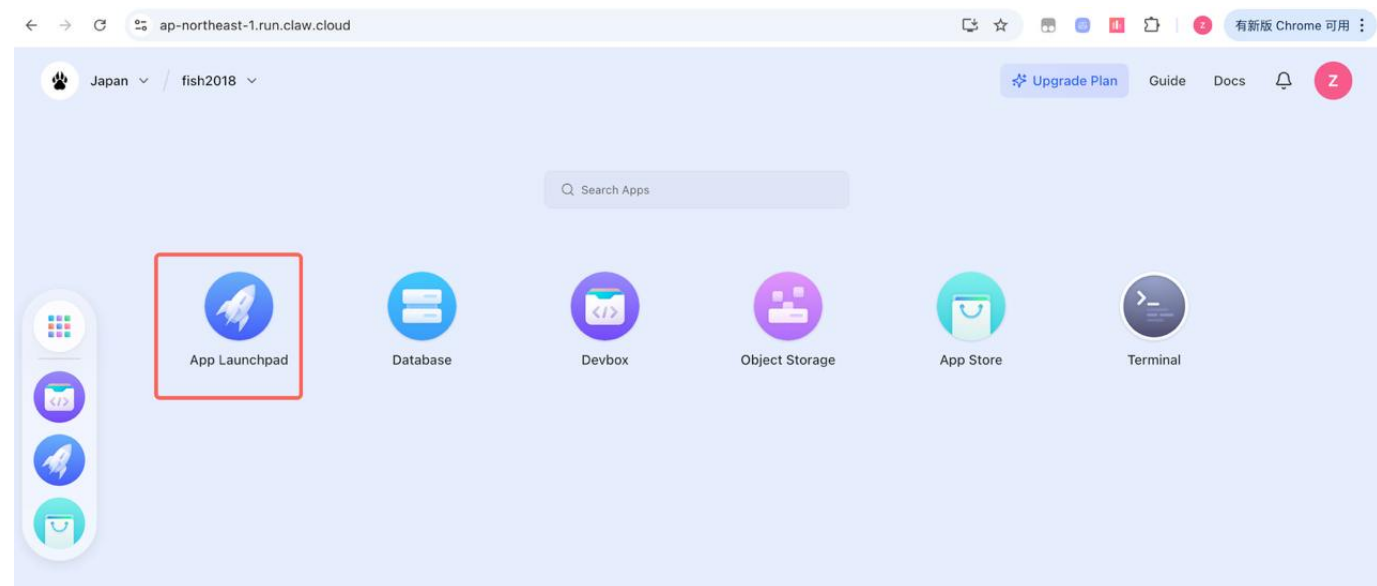 ap-northeast-1.run.claw.cloud
有新版 Chrome 可用
Japan / fish2018
Upgrade Plan
Guide
Docs
Z
Search Apps
App Launchpad
Database
Devbox
Object Storage
App Store
Terminal